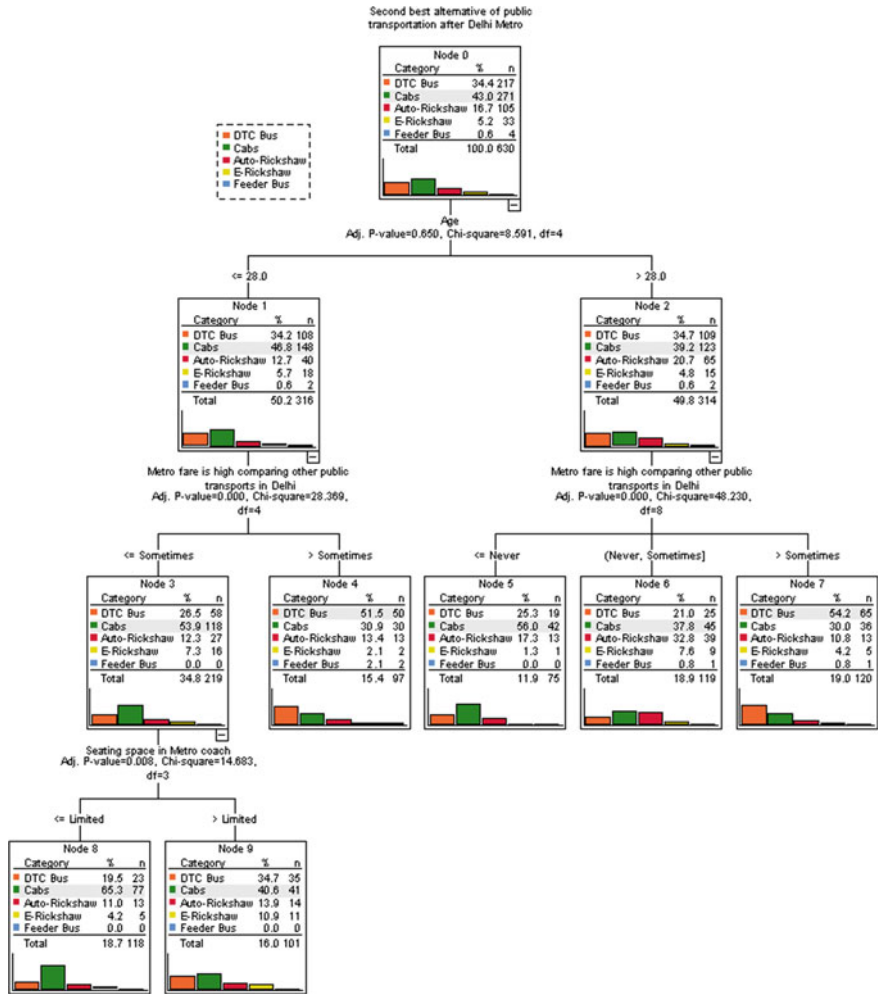 Second best alternative of public
transportation after Delhi Metro
Node 0
Category % n
DTC Bus 34.4 217
Cabs 43.0 271
Auto-Rickshaw 16.7 105
E-Rickshaw 5.2 33
Feeder Bus 0.6 4
Total 100.0 630
DTC Bus
Cabs
Auto-Rickshaw
E-Rickshaw
Feeder Bus
Age
Adj. P-value=0.650, Chi-square=8.591, df=4
<= 28.0
> 28.0
Node 1
Category % n
DTC Bus 34.2 108
Cabs 46.8 148
Auto-Rickshaw 12.7 40
E-Rickshaw 5.7 18
Feeder Bus 0.6 2
Total 50.2 316
Node 2
Category % n
DTC Bus 34.7 109
Cabs 39.2 123
Auto-Rickshaw 20.7 65
E-Rickshaw 4.8 15
Feeder Bus 0.6 2
Total 49.8 314
Metro fare is high comparing other public
transports in Delhi
Adj. P-value=0.000, Chi-square=28.369,
df=4
Metro fare is high comparing other public
transports in Delhi
Adj. P-value=0.000, Chi-square=48.230,
df=8
<= Sometimes
> Sometimes
<= Never
(Never, Sometimes]
> Sometimes
Node 3
Category % n
DTC Bus 26.5 58
Cabs 53.9 118
Auto-Rickshaw 12.3 27
E-Rickshaw 7.3 16
Feeder Bus 0.0 0
Total 34.8 219
Node 4
Category % n
DTC Bus 51.5 50
Cabs 30.9 30
Auto-Rickshaw 13.4 13
E-Rickshaw 2.1 2
Feeder Bus 2.1 2
Total 15.4 97
Node 5
Category % n
DTC Bus 25.3 19
Cabs 56.0 42
Auto-Rickshaw 17.3 13
E-Rickshaw 1.3 1
Feeder Bus 0.0 0
Total 11.9 75
Node 6
Category % n
DTC Bus 21.0 25
Cabs 37.8 45
Auto-Rickshaw 32.8 39
E-Rickshaw 7.6 9
Feeder Bus 0.8 1
Total 18.9 119
Node 7
Category % n
DTC Bus 54.2 65
Cabs 30.0 36
Auto-Rickshaw 10.8 13
E-Rickshaw 4.2 5
Feeder Bus 0.8 1
Total 19.0 120
Seating space in Metro coach
Adj. P-value=0.008, Chi-square=14.683,
df=3
<= Limited
> Limited
Node 8
Category % n
DTC Bus 19.5 23
Cabs 65.3 77
Auto-Rickshaw 11.0 13
E-Rickshaw 4.2 5
Feeder Bus 0.0 0
Total 18.7 118
Node 9
Category % n
DTC Bus 34.7 35
Cabs 40.6 41
Auto-Rickshaw 13.9 14
E-Rickshaw 10.9 11
Feeder Bus 0.0 0
Total 16.0 101